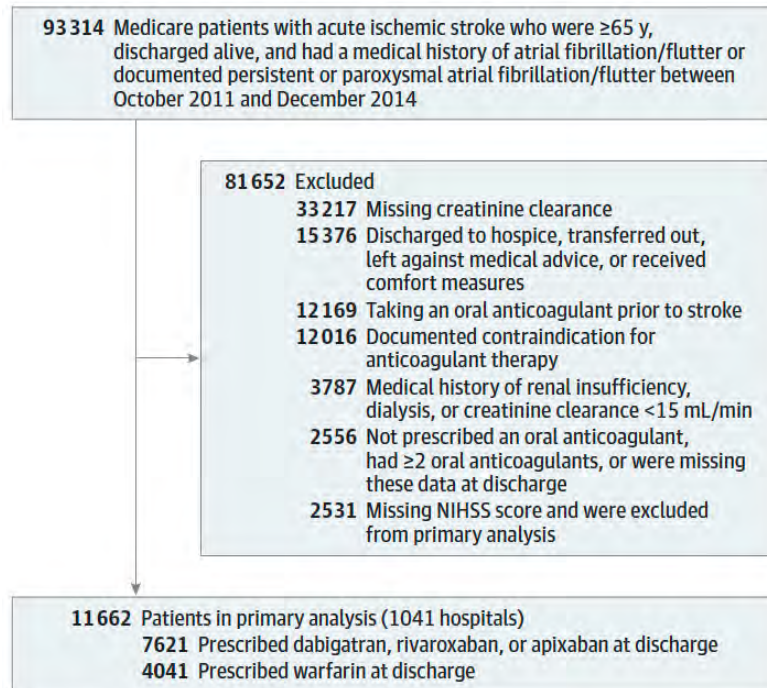 93314 Medicare patients with acute ischemic stroke who were ≥65 y,
discharged alive, and had a medical history of atrial fibrillation/flutter or
documented persistent or paroxysmal atrial fibrillation/flutter between
October 2011 and December 2014
81652 Excluded
33217 Missing creatinine clearance
15376 Discharged to hospice, transferred out,
left against medical advice, or received
comfort measures
12169 Taking an oral anticoagulant prior to stroke
12016 Documented contraindication for
anticoagulant therapy
3787 Medical history of renal insufficiency,
dialysis, or creatinine clearance <15 mL/min
2556 Not prescribed an oral anticoagulant,
had ≥2 oral anticoagulants, or were missing
these data at discharge
2531 Missing NIHSS score and were excluded
from primary analysis
11662 Patients in primary analysis (1041 hospitals)
7621 Prescribed dabigatran, rivaroxaban, or apixaban at discharge
4041 Prescribed warfarin at discharge